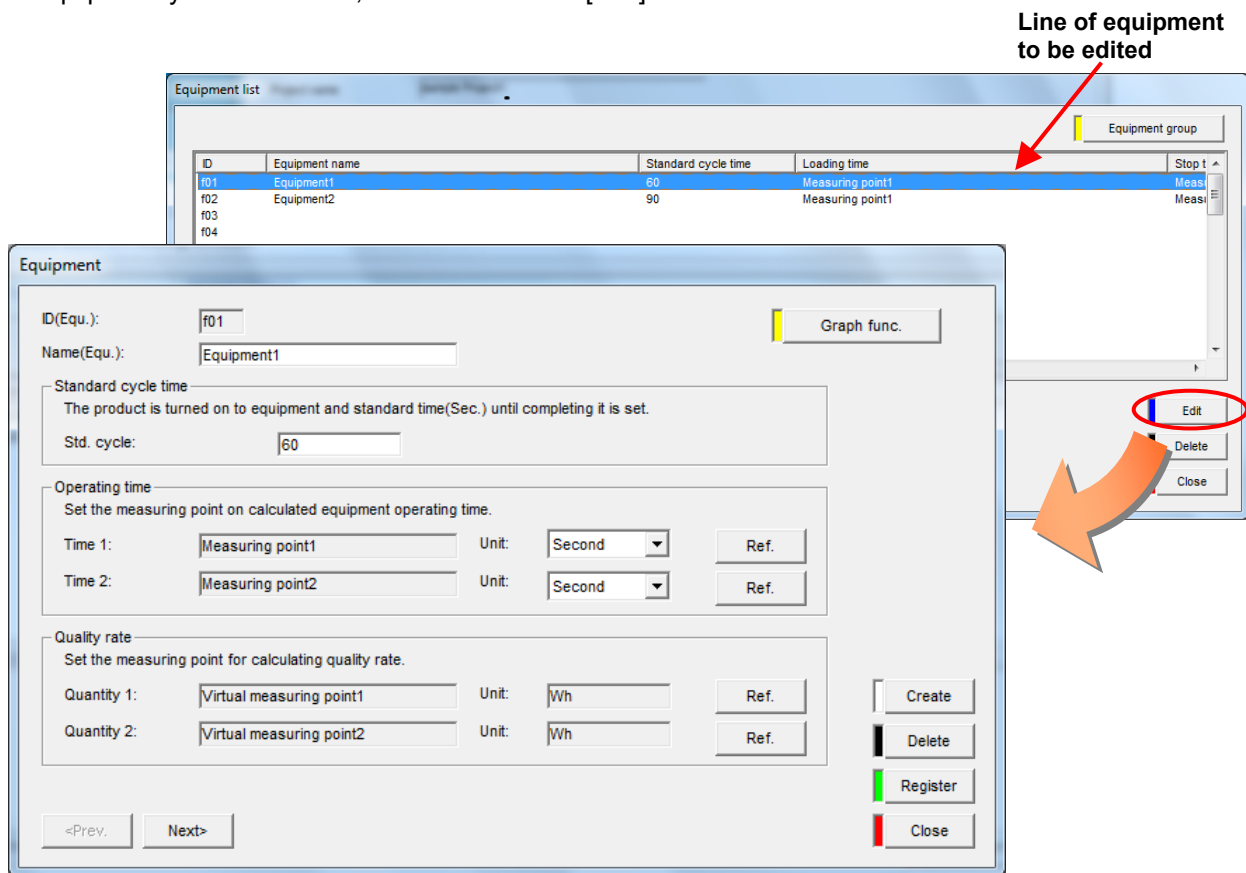 Line of equipment
to be edited
Equipment list
Equipment group
ID Equipment name Standard cycle time Loading time Stop t
f01 Equipment1 60 Measuring point1 Meas
f02 Equipment2 90 Measuring point1 Meas
f03
f04
Edit
Delete
Close
Equipment
ID(Equ.): f01 Graph func.
Name(Equ.): Equipment1
Standard cycle time
The product is turned on to equipment and standard time(Sec.) until completing it is set.
Std. cycle: 60
Operating time
Set the measuring point on calculated equipment operating time.
Time 1: Measuring point1 Unit: Second Ref.
Time 2: Measuring point2 Unit: Second Ref.
Quality rate
Set the measuring point for calculating quality rate.
Quantity 1: Virtual measuring point1 Unit: Wh Ref.
Quantity 2: Virtual measuring point2 Unit: Wh Ref.
Create
Delete
Register
Close
<Prev. Next>